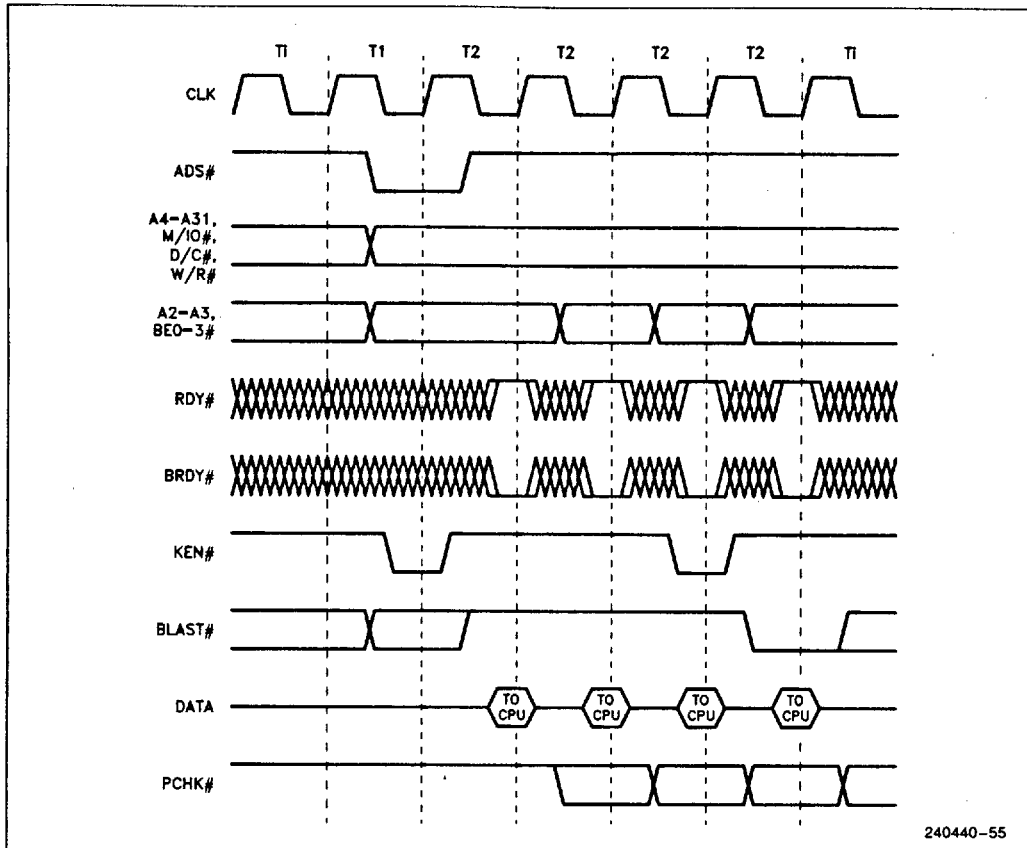 Ti T1 T2 T2 T2 T2 Ti
CLK
ADS#
A4–A31,
M/IO#,
D/C#,
W/R#
A2–A3,
BE0–3#
RDY#
BRDY#
KEN#
BLAST#
DATA
TO CPU TO CPU TO CPU TO CPU
PCHK#
240440–55